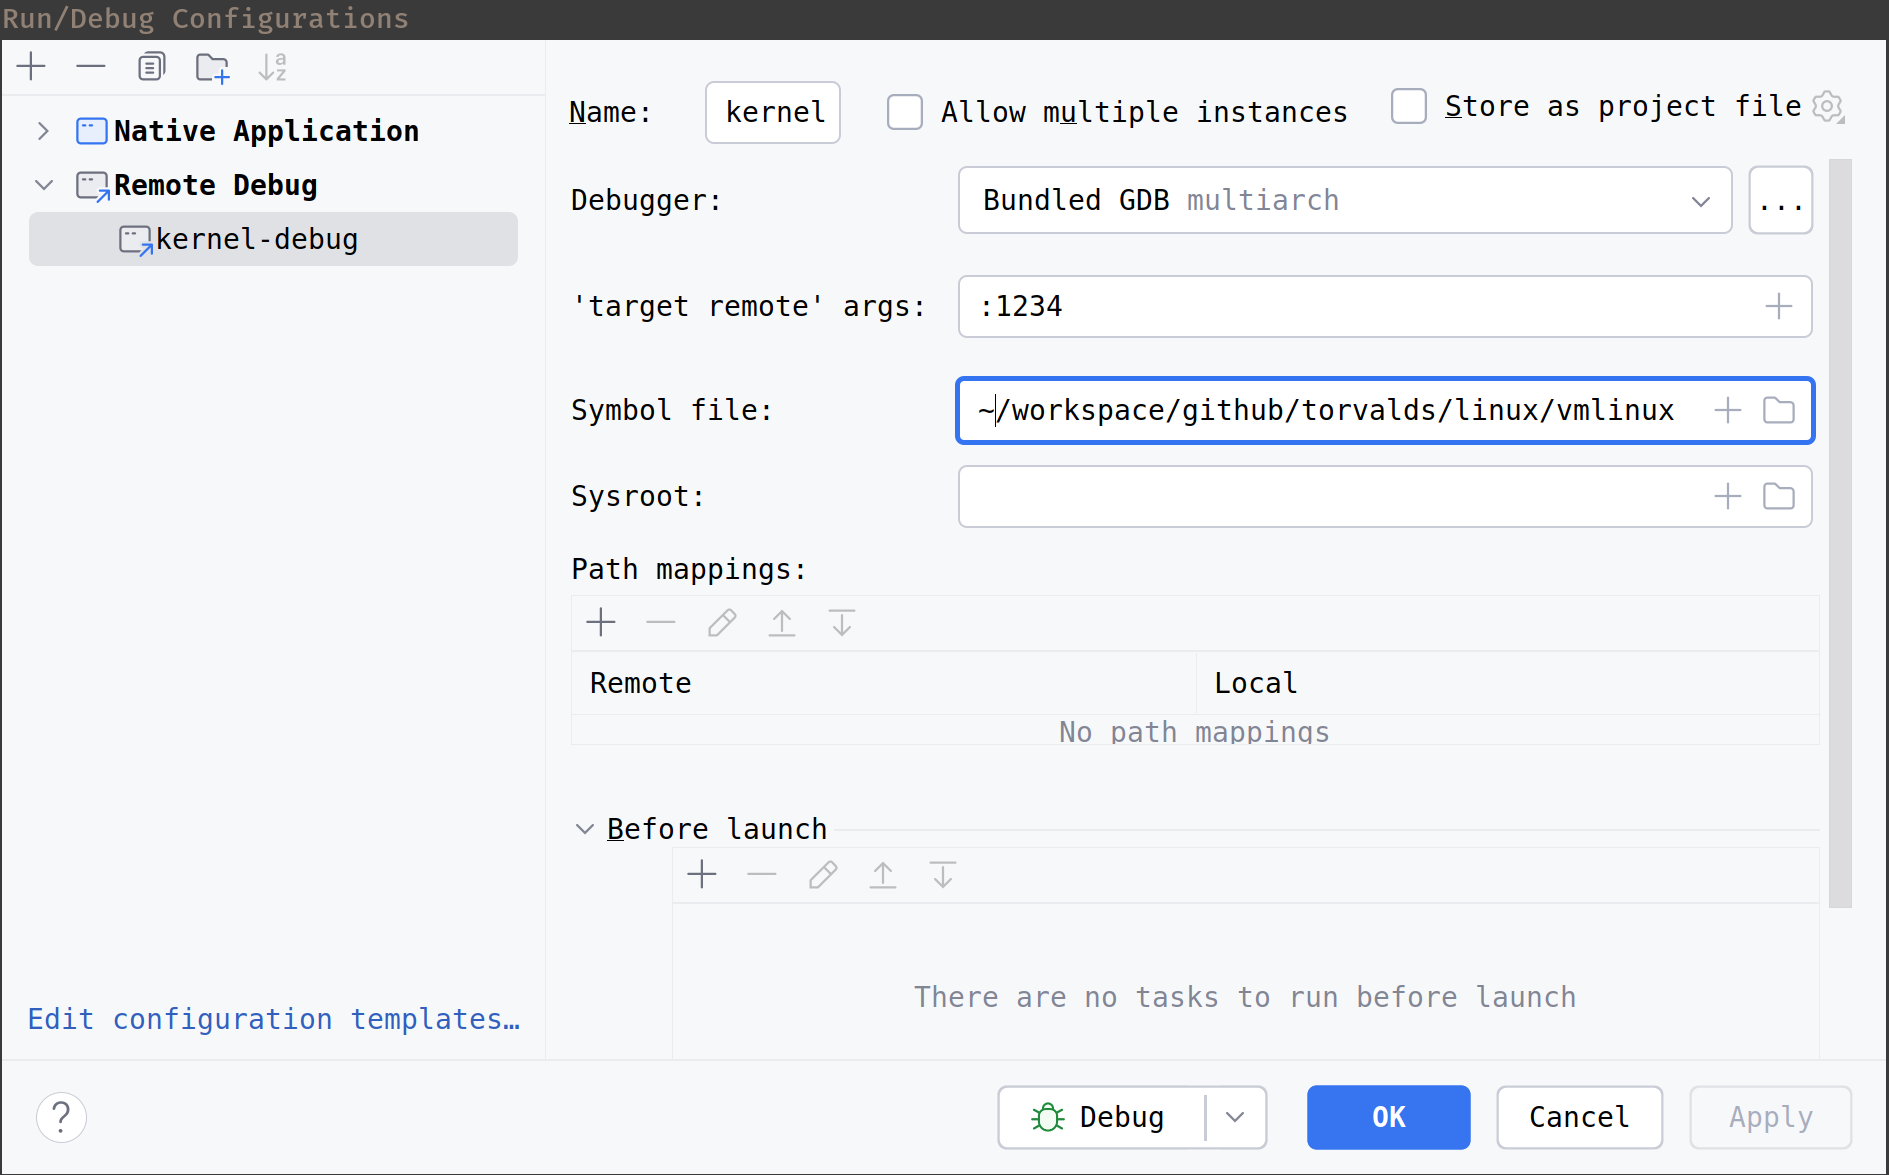 Run/Debug Configurations
Native Application
Remote Debug
kernel-debug
Edit configuration templates…
Name: kernel
Allow multiple instances
Store as project file
Debugger: Bundled GDB multiarch ...
'target remote' args: :1234
Symbol file: ~/workspace/github/torvalds/linux/vmlinux
Sysroot:
Path mappings:
Remote Local
No path mappings
Before launch
There are no tasks to run before launch
? Debug OK Cancel Apply